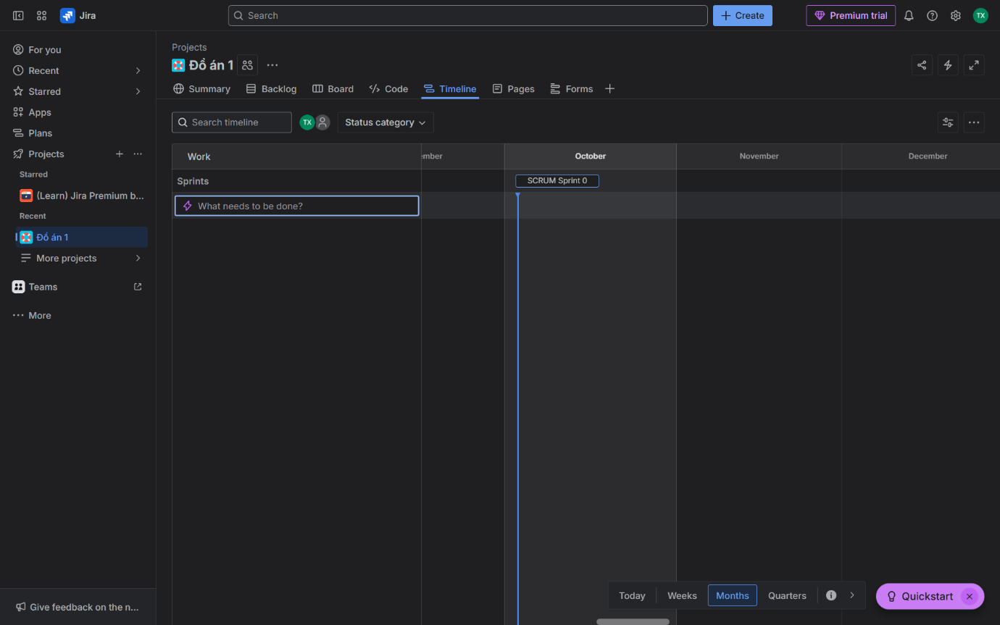 Jira
Search
Create
Premium trial
TX
For you
Recent
Starred
Apps
Plans
Projects
Starred
(Learn) Jira Premium b...
Recent
Đồ án 1
More projects
Teams
More
Give feedback on the n...
Projects
Đồ án 1
Summary
Backlog
Board
Code
Timeline
Pages
Forms
Search timeline
TX
Status category
Work
ember
October
November
December
Sprints
SCRUM Sprint 0
What needs to be done?
Today
Weeks
Months
Quarters
Quickstart